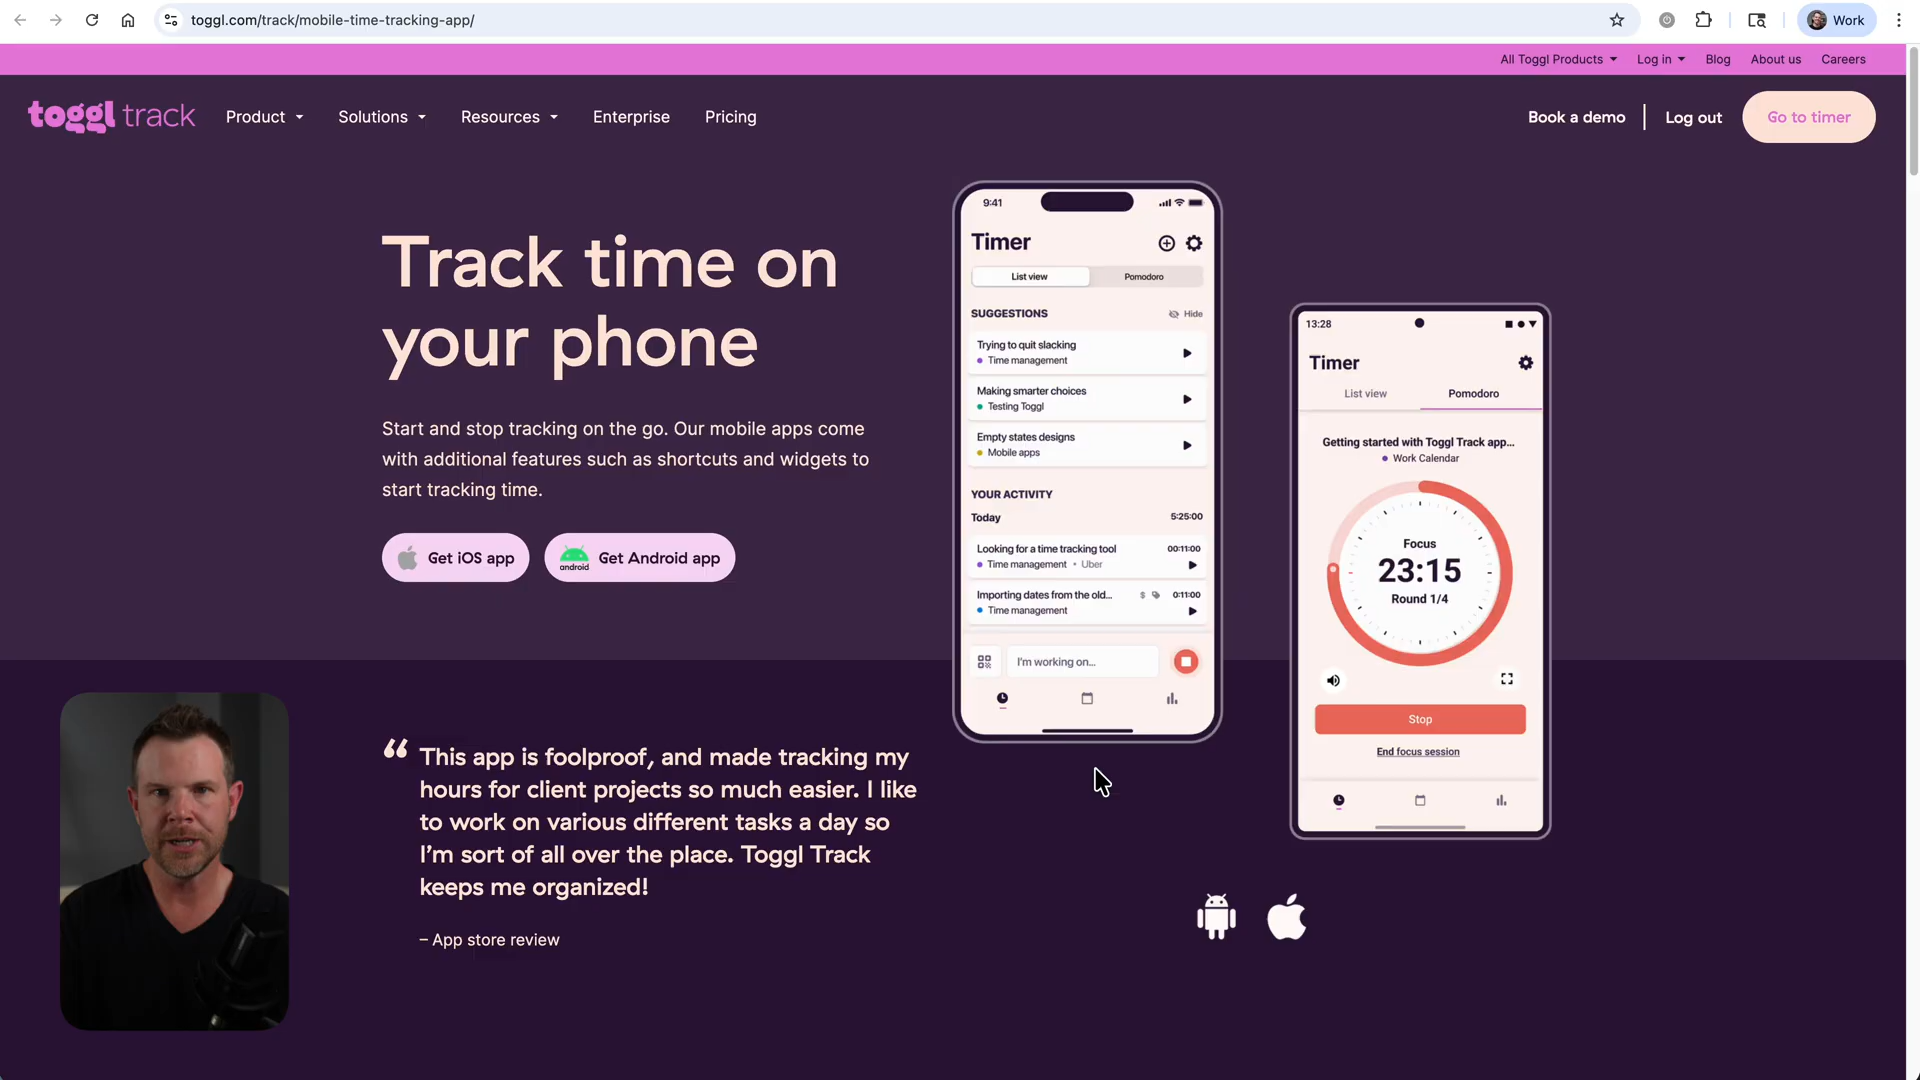 toggl.com/track/mobile-time-tracking-app/
Work
All Toggl Products
Log in
Blog
About us
Careers
toggl track
Product
Solutions
Resources
Enterprise
Pricing
Book a demo
Log out
Go to timer
Track time on
your phone
Start and stop tracking on the go. Our mobile apps come
with additional features such as shortcuts and widgets to
start tracking time.
Get iOS app
android
Get Android app
9:41
Timer
List view
Pomodoro
SUGGESTIONS
Hide
Trying to quit slacking
Time management
Making smarter choices
Testing Toggl
Empty states designs
Mobile apps
YOUR ACTIVITY
Today
5:25:00
Looking for a time tracking tool
00:11:00
Time management • Uber
Importing dates from the old...
$
0:11:00
Time management
I'm working on...
13:28
Timer
List view
Pomodoro
Getting started with Toggl Track app...
Work Calendar
Focus
23:15
Round 1/4
Stop
End focus session
“ This app is foolproof, and made tracking my
hours for client projects so much easier. I like
to work on various different tasks a day so
I’m sort of all over the place. Toggl Track
keeps me organized!
– App store review